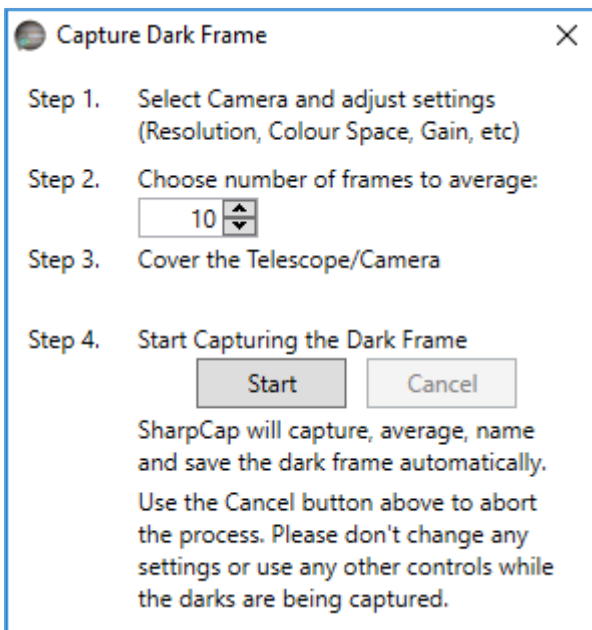 Capture Dark Frame
Step 1. Select Camera and adjust settings
(Resolution, Colour Space, Gain, etc)
Step 2. Choose number of frames to average:
10
Step 3. Cover the Telescope/Camera
Step 4. Start Capturing the Dark Frame
Start Cancel
SharpCap will capture, average, name
and save the dark frame automatically.
Use the Cancel button above to abort
the process. Please don't change any
settings or use any other controls while
the darks are being captured.